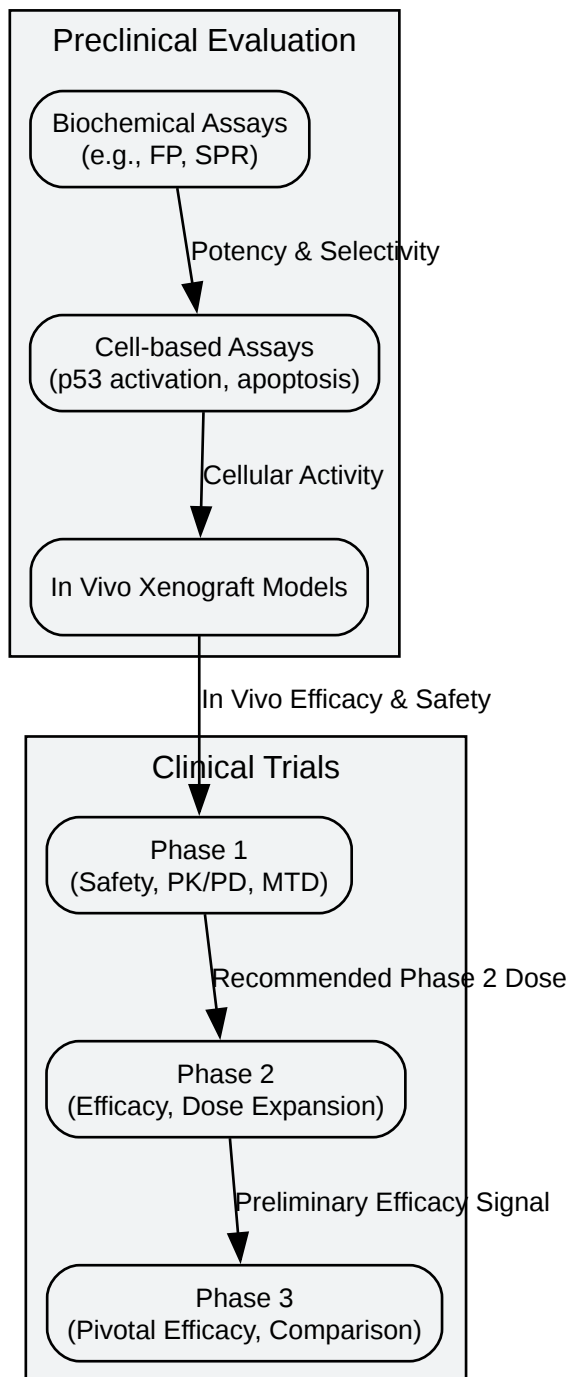 Preclinical Evaluation
Biochemical Assays
(e.g., FP, SPR)
Potency & Selectivity
Cell-based Assays
(p53 activation, apoptosis)
Cellular Activity
In Vivo Xenograft Models
In Vivo Efficacy & Safety
Clinical Trials
Phase 1
(Safety, PK/PD, MTD)
Recommended Phase 2 Dose
Phase 2
(Efficacy, Dose Expansion)
Preliminary Efficacy Signal
Phase 3
(Pivotal Efficacy, Comparison)